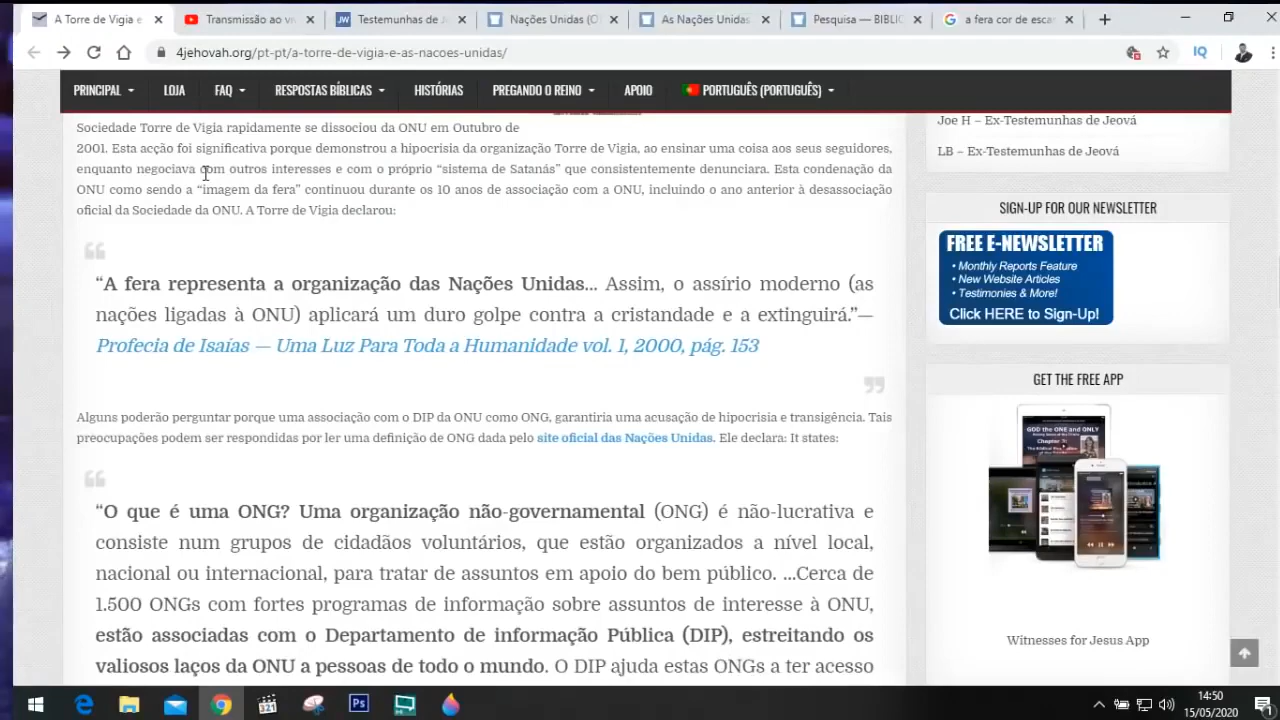 A Torre de Vigia e
Transmissão ao vi
Testemunhas de J
Nações Unidas (O
As Nações Unidas
Pesquisa — BIBLIO
a fera cor de esca
4jehovah.org/pt-pt/a-torre-de-vigia-e-as-nacoes-unidas/
IQ
PRINCIPAL
LOJA
FAQ
RESPOSTAS BÍBLICAS
HISTÓRIAS
PREGANDO O REINO
APOIO
PORTUGUÊS (PORTUGUÊS)
Sociedade Torre de Vigia rapidamente se dissociou da ONU em Outubro de
2001. Esta acção foi significativa porque demonstrou a hipocrisia da organização Torre de Vigia, ao ensinar uma coisa aos seus seguidores,
enquanto negociava com outros interesses e com o próprio “sistema de Satanás” que consistentemente denunciara. Esta condenação da
ONU como sendo a “imagem da fera” continuou durante os 10 anos de associação com a ONU, incluindo o ano anterior à desassociação
oficial da Sociedade da ONU. A Torre de Vigia declarou:
“A fera representa a organização das Nações Unidas... Assim, o assírio moderno (as
nações ligadas à ONU) aplicará um duro golpe contra a cristandade e a extinguirá.”—
Profecia de Isaías — Uma Luz Para Toda a Humanidade vol. 1, 2000, pág. 153
Alguns poderão perguntar porque uma associação com o DIP da ONU como ONG, garantiria uma acusação de hipocrisia e transigência. Tais
preocupações podem ser respondidas por ler uma definição de ONG dada pelo site oficial das Nações Unidas. Ele declara: It states:
“O que é uma ONG? Uma organização não-governamental (ONG) é não-lucrativa e
consiste num grupos de cidadãos voluntários, que estão organizados a nível local,
nacional ou internacional, para tratar de assuntos em apoio do bem público. ...Cerca de
1.500 ONGs com fortes programas de informação sobre assuntos de interesse à ONU,
estão associadas com o Departamento de informação Pública (DIP), estreitando os
valiosos laços da ONU a pessoas de todo o mundo. O DIP ajuda estas ONGs a ter acesso
Joe H – Ex-Testemunhas de Jeová
LB – Ex-Testemunhas de Jeová
SIGN-UP FOR OUR NEWSLETTER
FREE E-NEWSLETTER
• Monthly Reports Feature
• New Website Articles
• Testimonies & More!
Click HERE to Sign-Up!
GET THE FREE APP
GOD the ONE and ONLY
Witnesses for Jesus App
14:50
15/05/2020